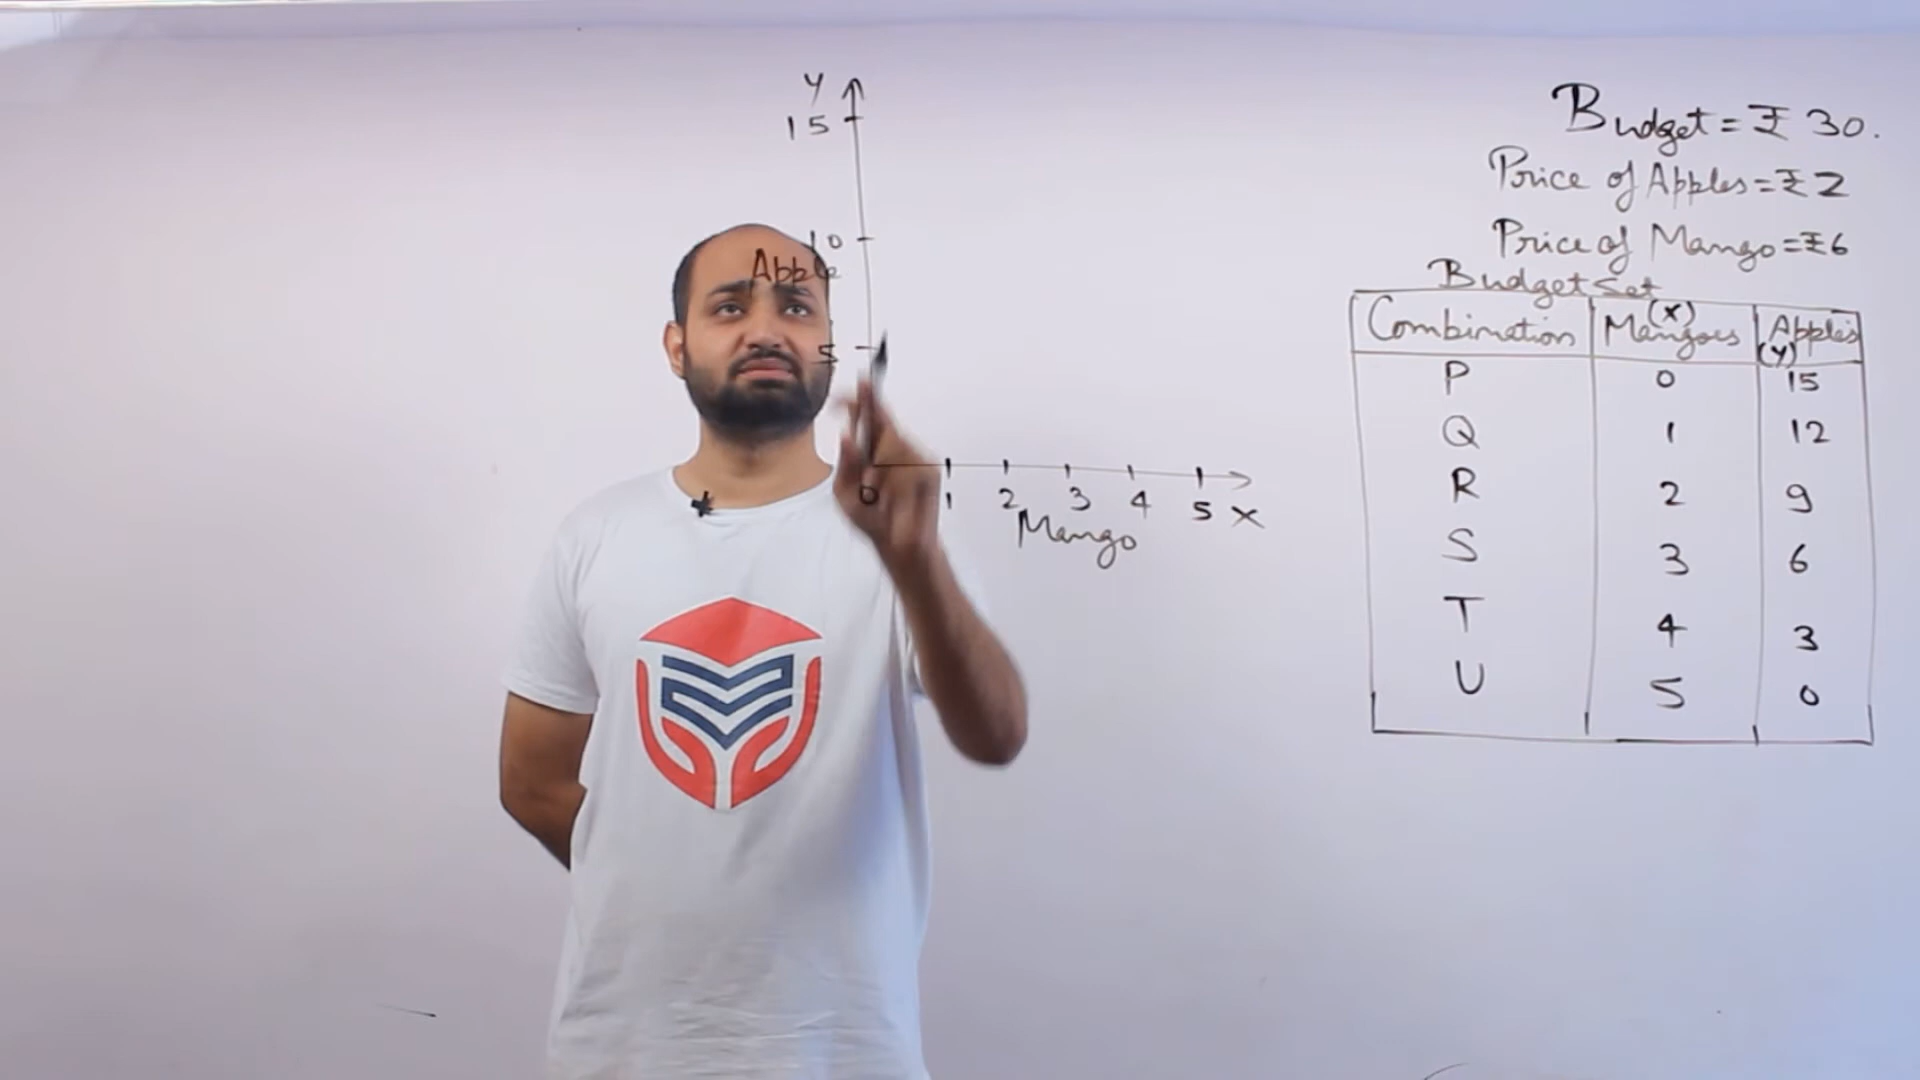 Y
15
10
Apple
5
0 1 2 3 4 5 X
Mango
Budget = ₹ 30.
Price of Apples = ₹ 2
Price of Mango = ₹ 6
Budget Set
Combination Mangoes (X) Apples (Y)
P 0 15
Q 1 12
R 2 9
S 3 6
T 4 3
U 5 0